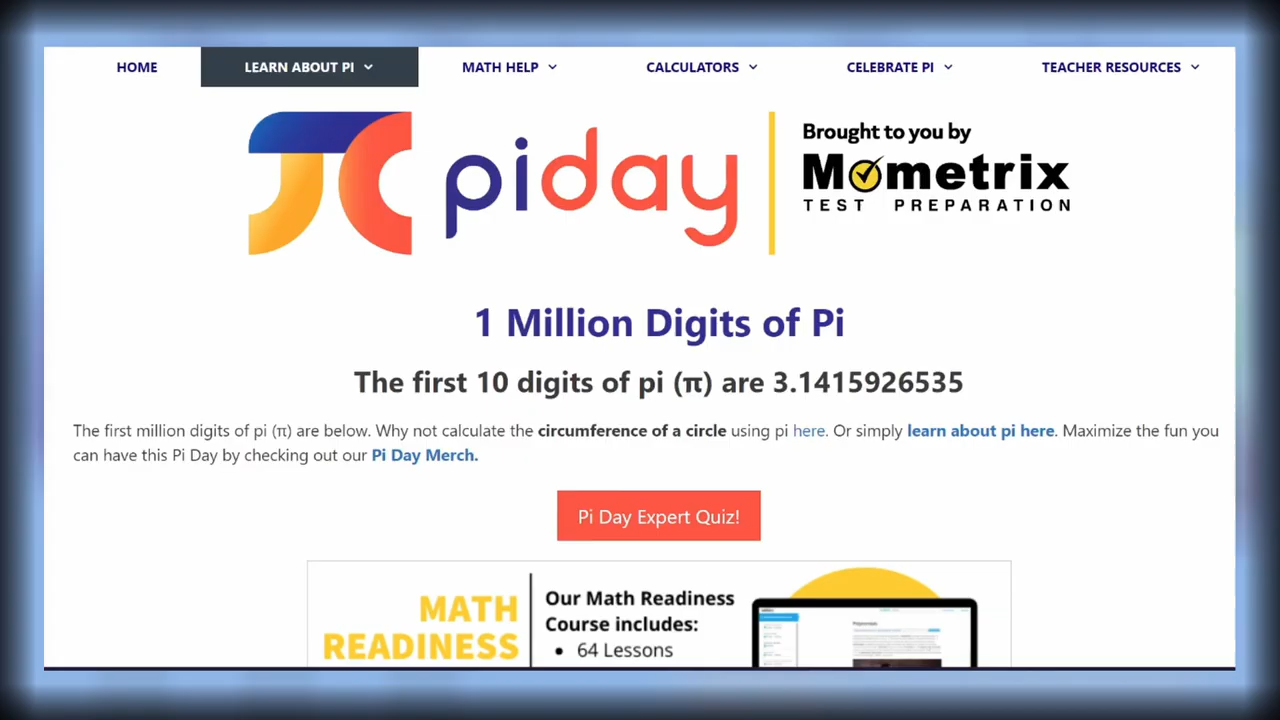 HOME LEARN ABOUT PI MATH HELP CALCULATORS CELEBRATE PI TEACHER RESOURCES
piday
Brought to you by
Mometrix
TEST PREPARATION
1 Million Digits of Pi
The first 10 digits of pi (π) are 3.1415926535
The first million digits of pi (π) are below. Why not calculate the circumference of a circle using pi here. Or simply learn about pi here. Maximize the fun you
can have this Pi Day by checking out our Pi Day Merch.
Pi Day Expert Quiz!
MATH
READINESS
Our Math Readiness
Course includes:
• 64 Lessons